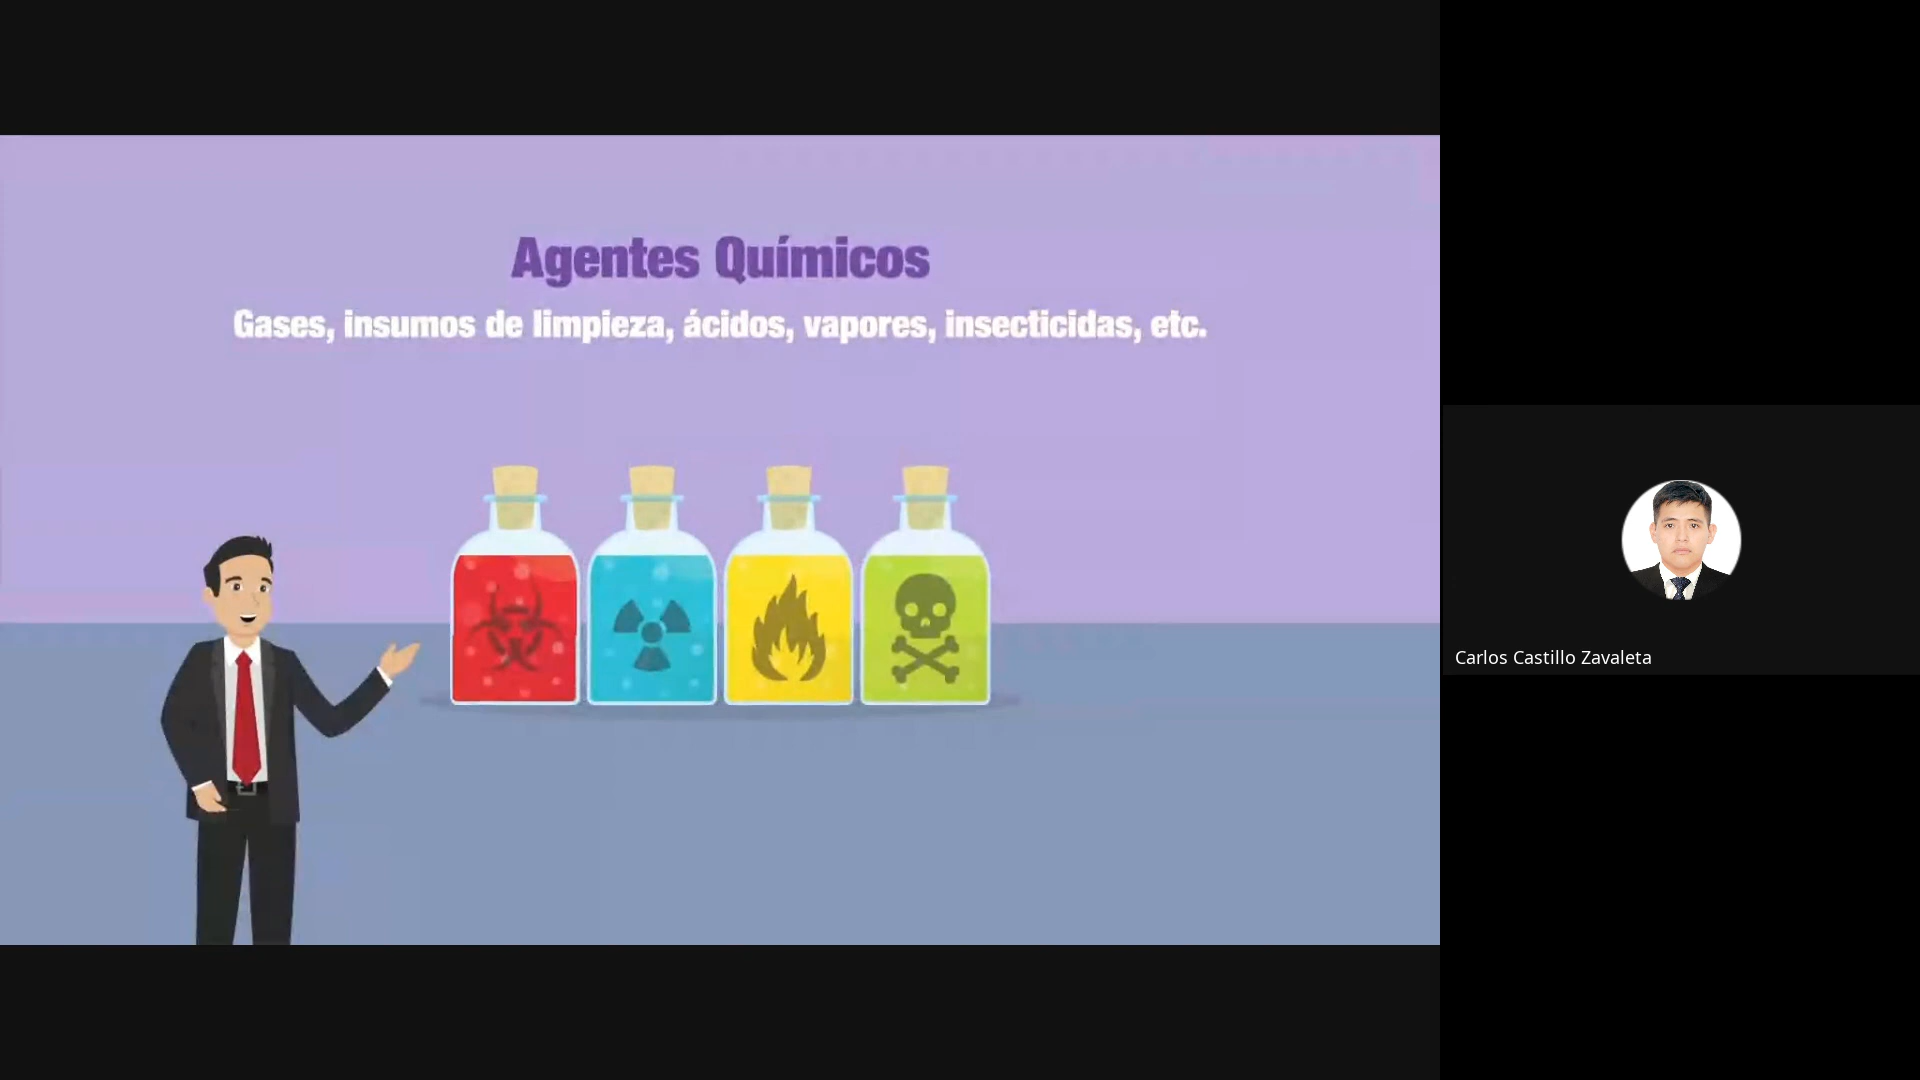 Agentes Químicos
Gases, insumos de limpieza, ácidos, vapores, insecticidas, etc.
Carlos Castillo Zavaleta